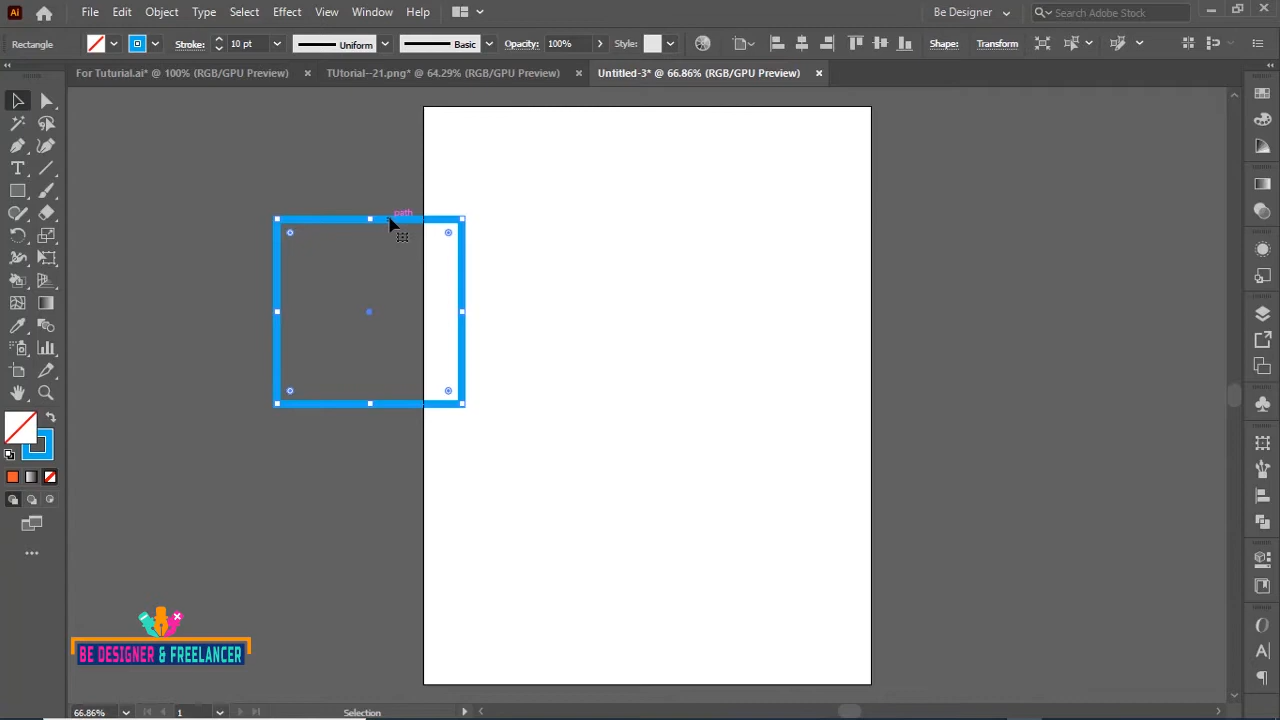 Ai File Edit Object Type Select Effect View Window Help Be Designer Search Adobe Stock
Rectangle Stroke: 10 pt Uniform Basic Opacity: 100% Style: Shape: Transform
For Tuturial.ai* @ 100% (RGB/GPU Preview) × TUtorial--21.png* @ 64.29% (RGB/GPU Preview) × Untitled-3* @ 66.86% (RGB/GPU Preview) ×
path
BE DESIGNER & FREELANCER
66.86% 1 Selection